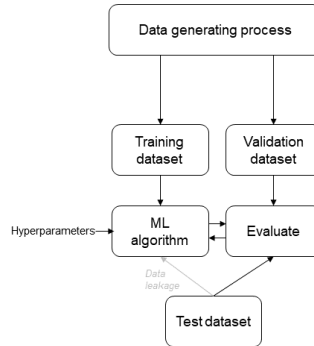 Data generating process
Training
dataset
Validation
dataset
Hyperparameters
ML
algorithm
Evaluate
Data
leakage
Test dataset